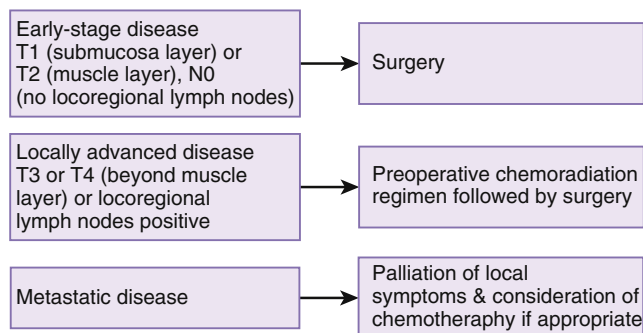 Early-stage disease
T1 (submucosa layer) or
T2 (muscle layer), N0
(no locoregional lymph nodes)
Surgery
Locally advanced disease
T3 or T4 (beyond muscle
layer) or locoregional
lymph nodes positive
Preoperative chemoradiation
regimen followed by surgery
Metastatic disease
Palliation of local
symptoms & consideration of
chemotheraphy if appropriate